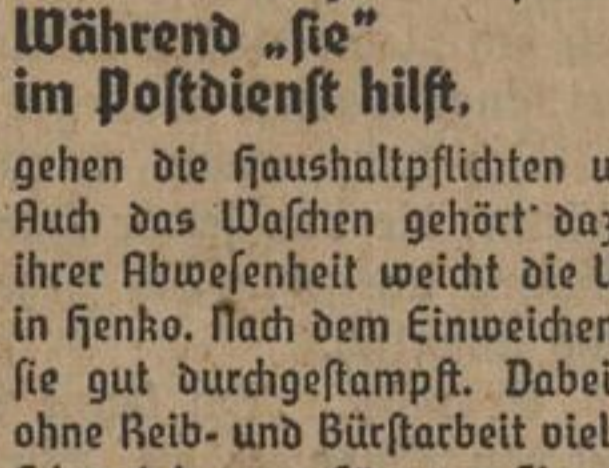 Während „ſie“
im Poſtdienſt hilft,
gehen die Haushaltpflichten
Auch das Waſchen gehört
ihrer Abweſenheit weicht die
in Henko. Nach dem Einweichen
ſie gut durchgeſtampft. Dabei
ohne Reib- und Bürſtarbeit